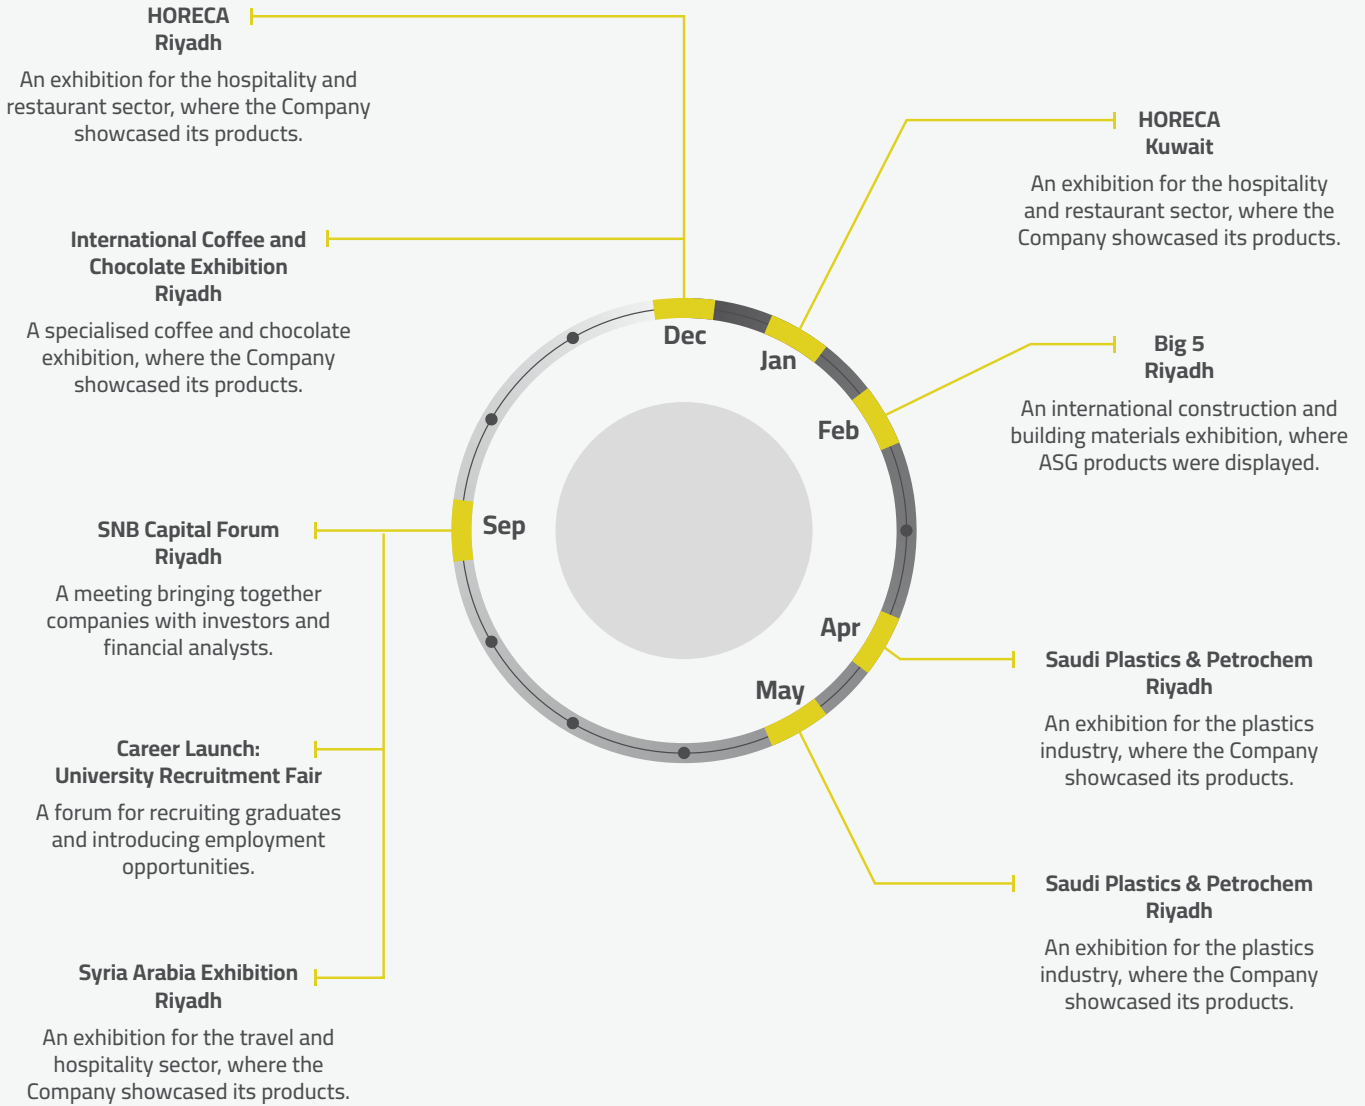 HORECA
Riyadh
An exhibition for the hospitality and
restaurant sector, where the Company
showcased its products.
International Coffee and
Chocolate Exhibition
Riyadh
A specialised coffee and chocolate
exhibition, where the Company
showcased its products.
SNB Capital Forum
Riyadh
A meeting bringing together
companies with investors and
financial analysts.
Career Launch:
University Recruitment Fair
A forum for recruiting graduates
and introducing employment
opportunities.
Syria Arabia Exhibition
Riyadh
An exhibition for the travel and
hospitality sector, where the
Company showcased its products.
Dec
Jan
Feb
Apr
May
Sep
HORECA
Kuwait
An exhibition for the hospitality
and restaurant sector, where the
Company showcased its products.
Big 5
Riyadh
An international construction and
building materials exhibition, where
ASG products were displayed.
Saudi Plastics & Petrochem
Riyadh
An exhibition for the plastics
industry, where the Company
showcased its products.
Saudi Plastics & Petrochem
Riyadh
An exhibition for the plastics
industry, where the Company
showcased its products.